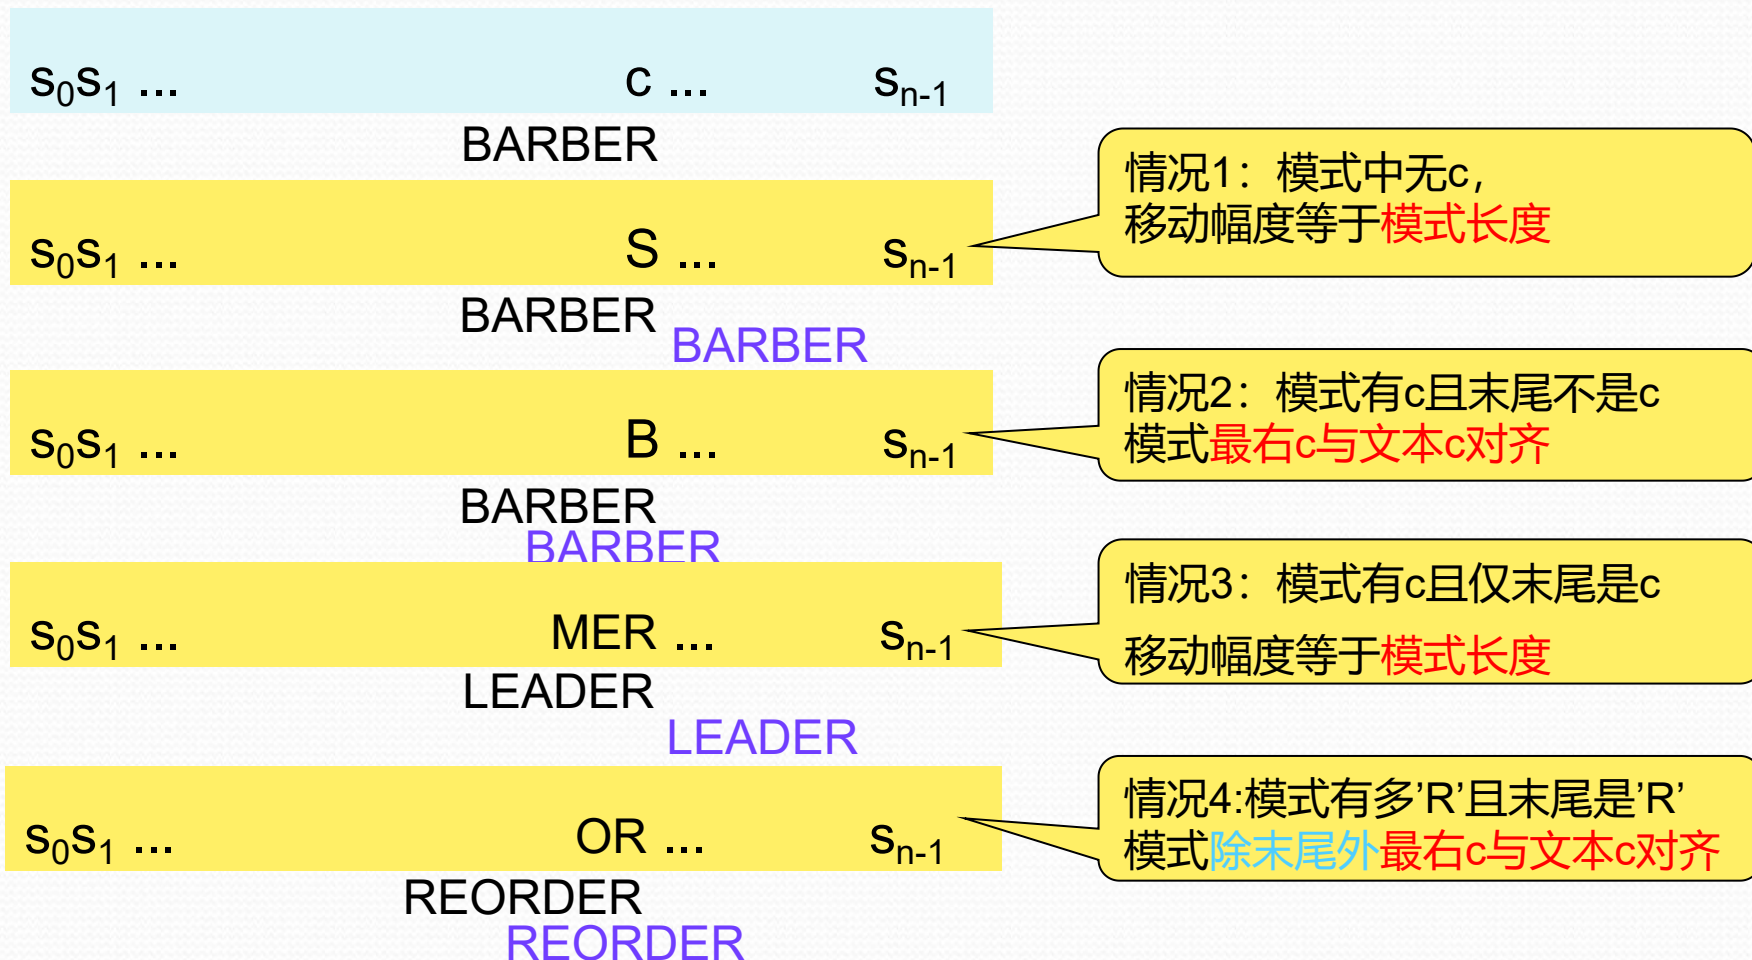 s₀s₁ ... c ... sₙ₋₁
BARBER
情况1：模式中无c，
移动幅度等于模式长度
s₀s₁ ... S ... sₙ₋₁
BARBER
BARBER
情况2：模式有c且末尾不是c
模式最右c与文本c对齐
s₀s₁ ... B ... sₙ₋₁
BARBER
BARBER
情况3：模式有c且仅末尾是c
移动幅度等于模式长度
s₀s₁ ... MER ... sₙ₋₁
LEADER
LEADER
情况4:模式有多’R’且末尾是’R’
模式除末尾外最右c与文本c对齐
s₀s₁ ... OR ... sₙ₋₁
REORDER
REORDER